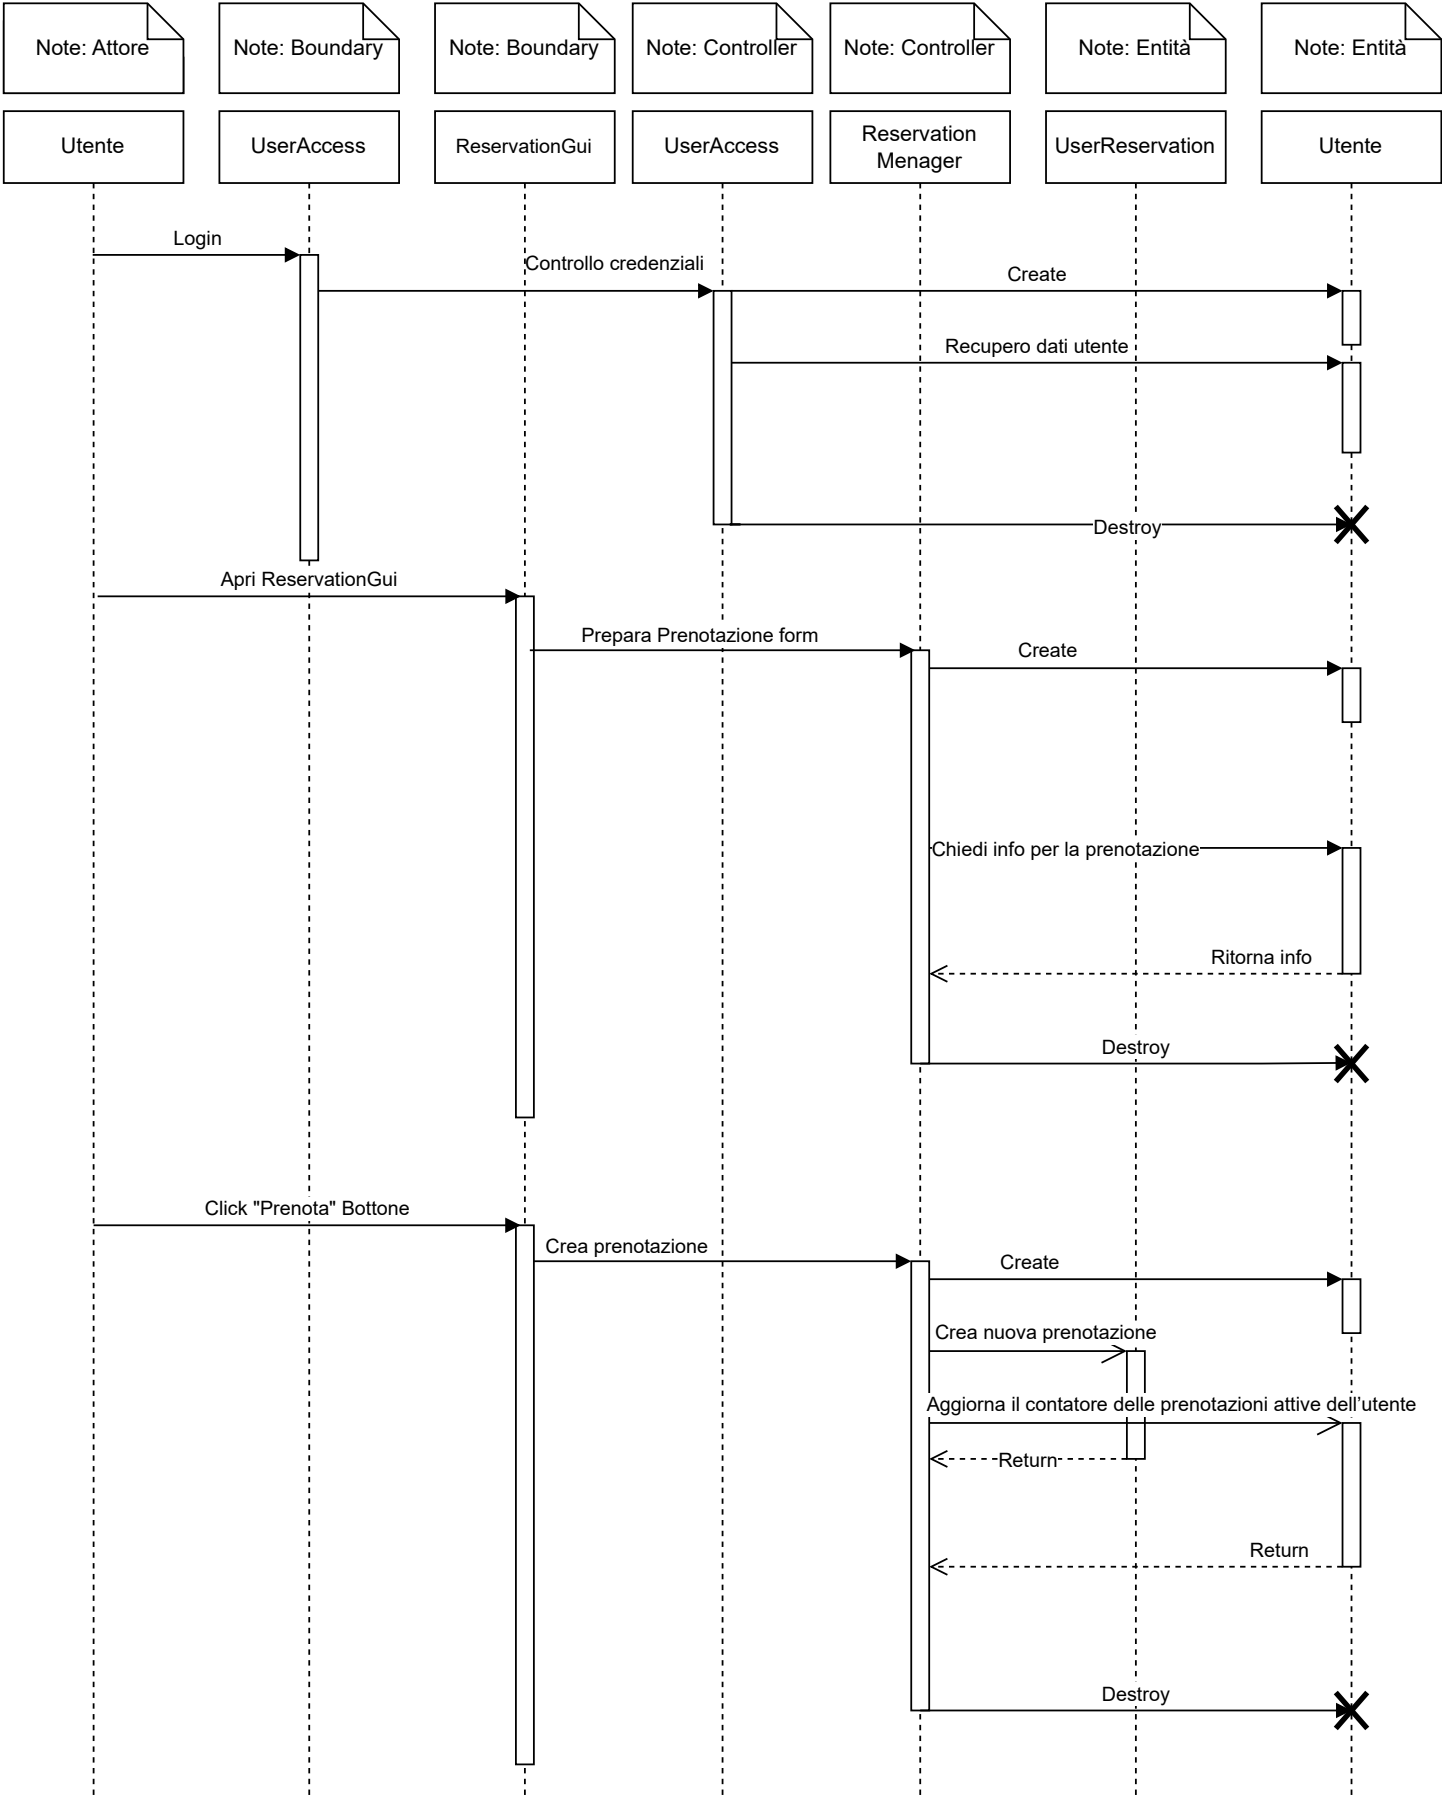 Note: Attore
Note: Boundary
Note: Boundary
Note: Controller
Note: Controller
Note: Entità
Note: Entità
Utente
UserAccess
ReservationGui
UserAccess
Reservation
Menager
UserReservation
Utente
Login
Controllo credenziali
Create
Recupero dati utente
Destroy
Apri ReservationGui
Prepara Prenotazione form
Create
Chiedi info per la prenotazione
Ritorna info
Destroy
Click "Prenota" Bottone
Crea prenotazione
Create
Crea nuova prenotazione
Aggiorna il contatore delle prenotazioni attive dell'utente
Return
Return
Destroy